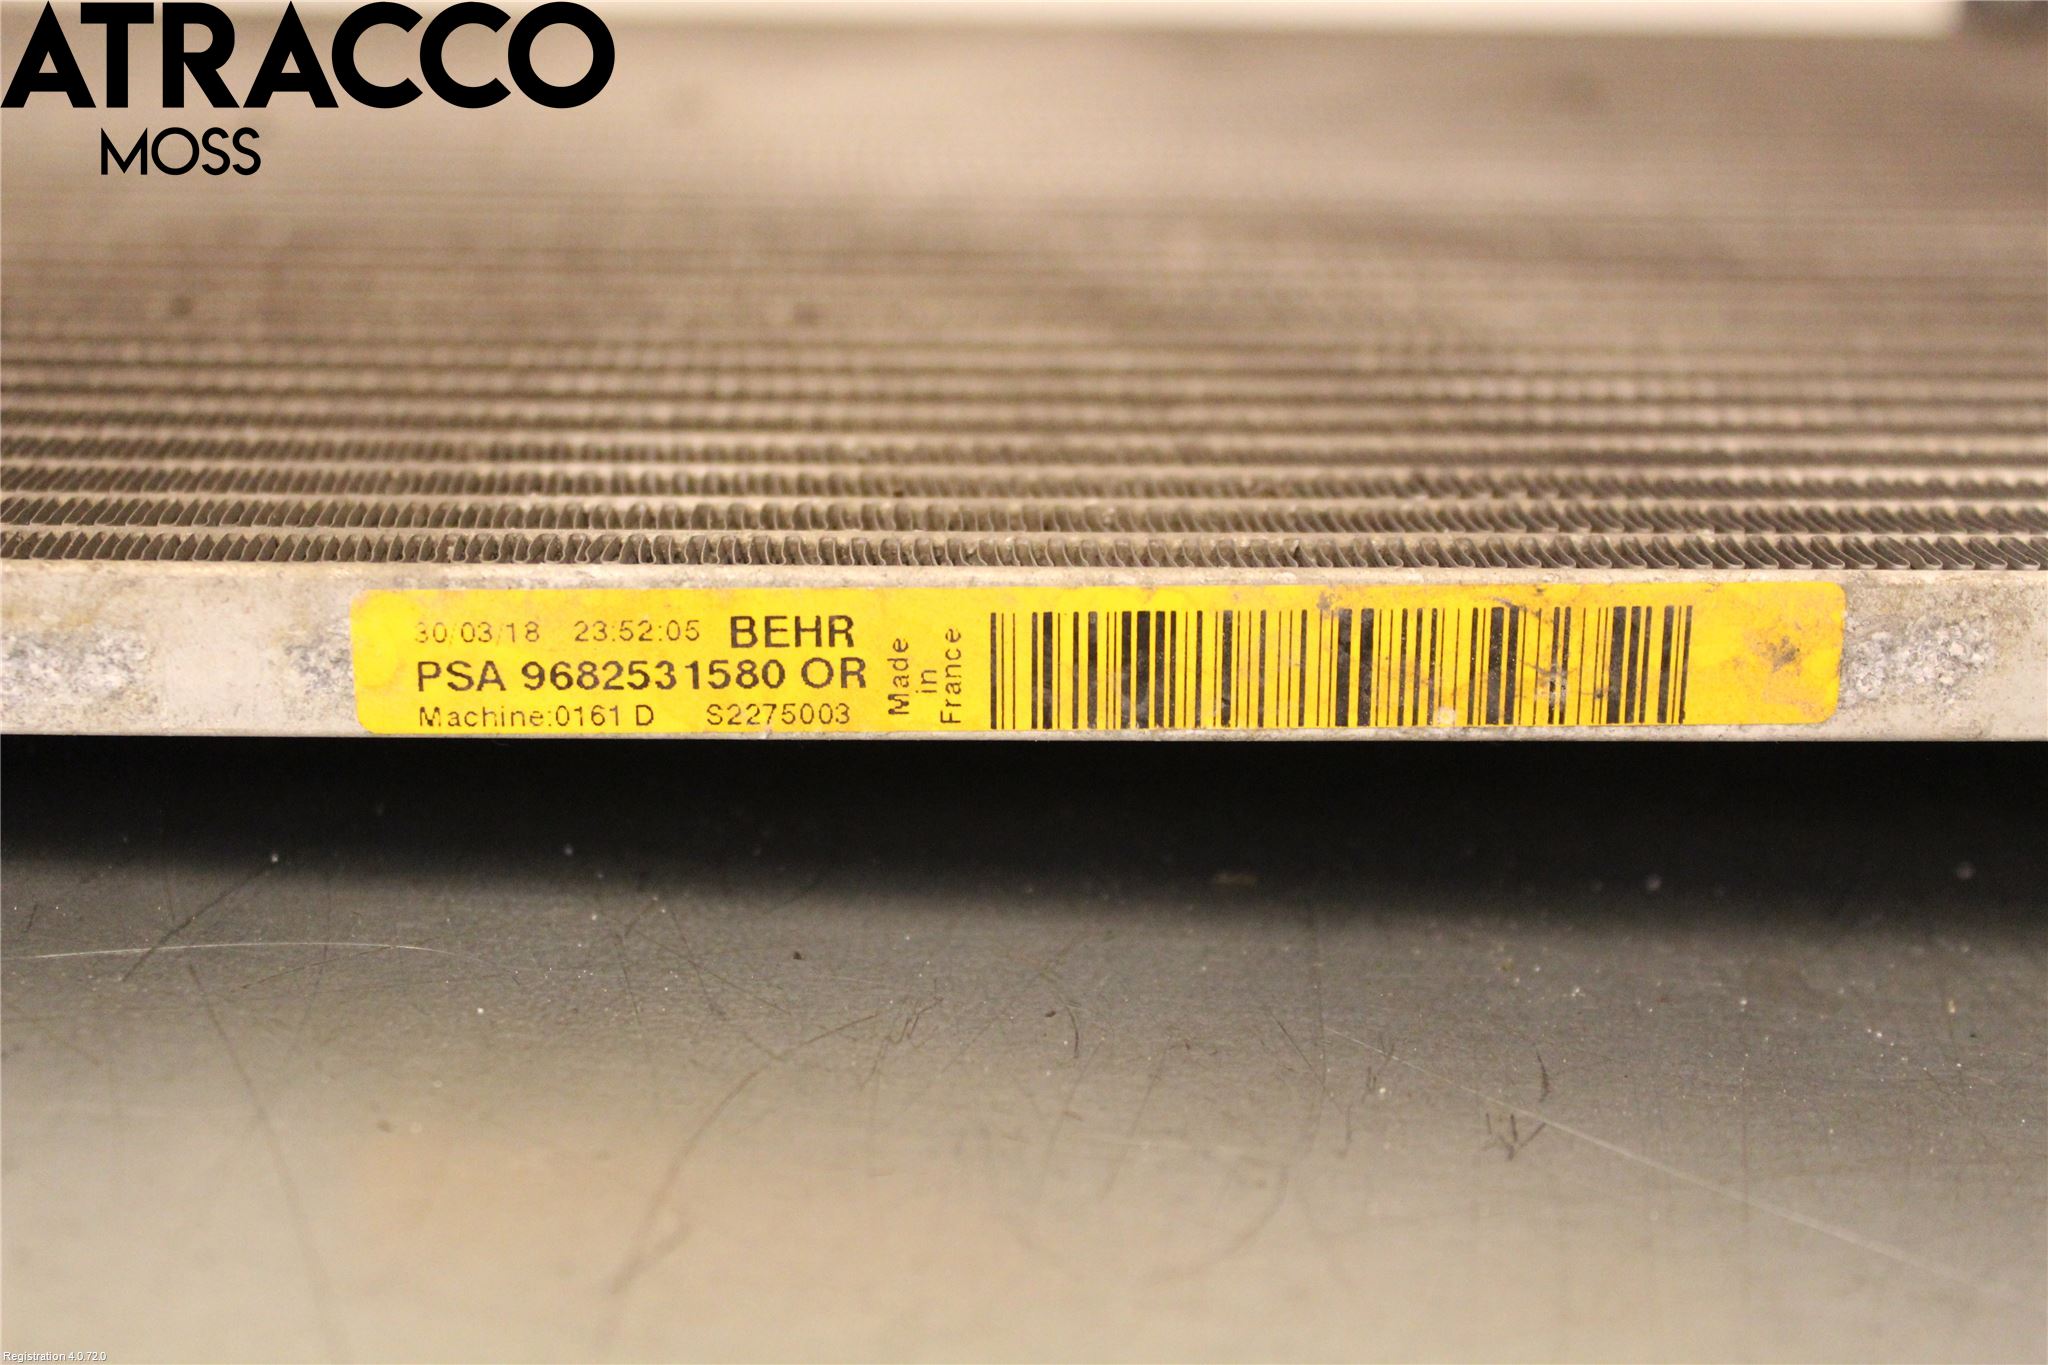 ATRACCO
MOSS
30/03/18 23:52:05 BEHR
PSA 9682531580 OR
Machine:0161 D S2275003
Made
in
France
Registration 4.0.72.0